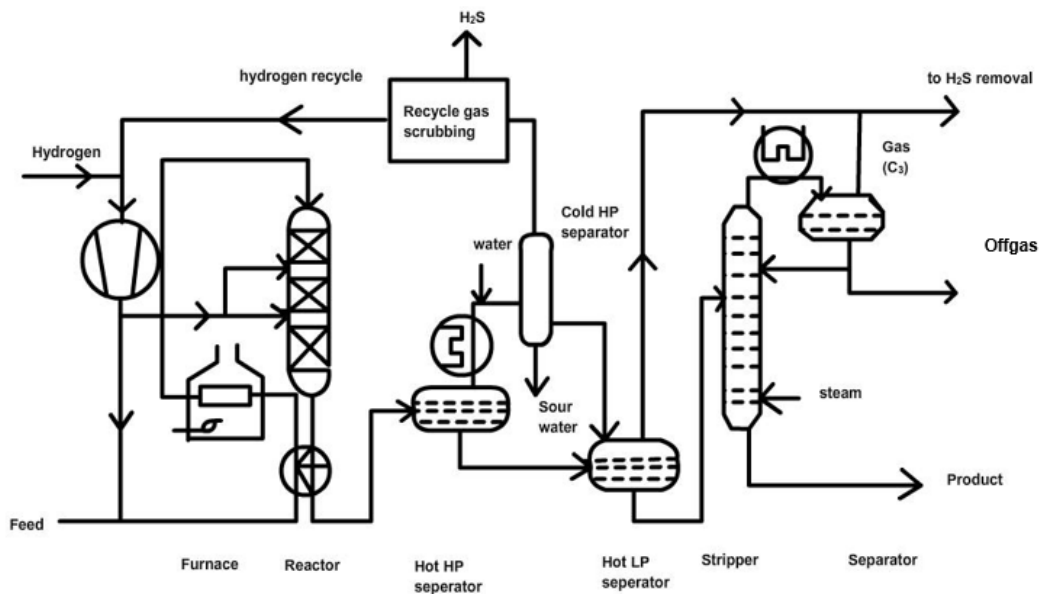 H₂S
hydrogen recycle
to H₂S removal
Recycle gas
scrubbing
Hydrogen
Gas
(C₃)
Cold HP
separator
water
Offgas
steam
Sour
water
Product
Feed
Furnace
Reactor
Hot HP
seperator
Hot LP
seperator
Stripper
Separator